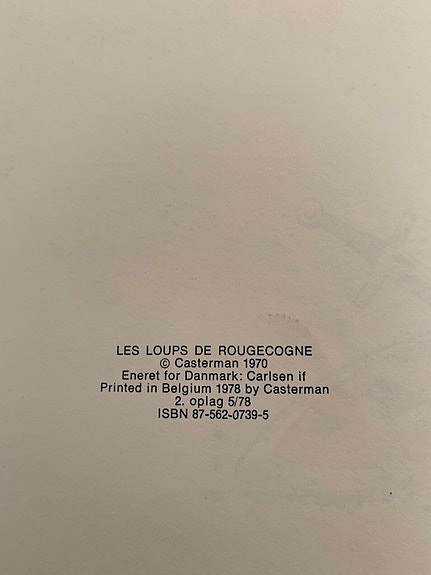 LES LOUPS DE ROUGECOGNE
© Casterman 1970
Eneret for Danmark: Carlsen if
Printed in Belgium 1978 by Casterman
2. oplag 5/78
ISBN 87-562-0739-5